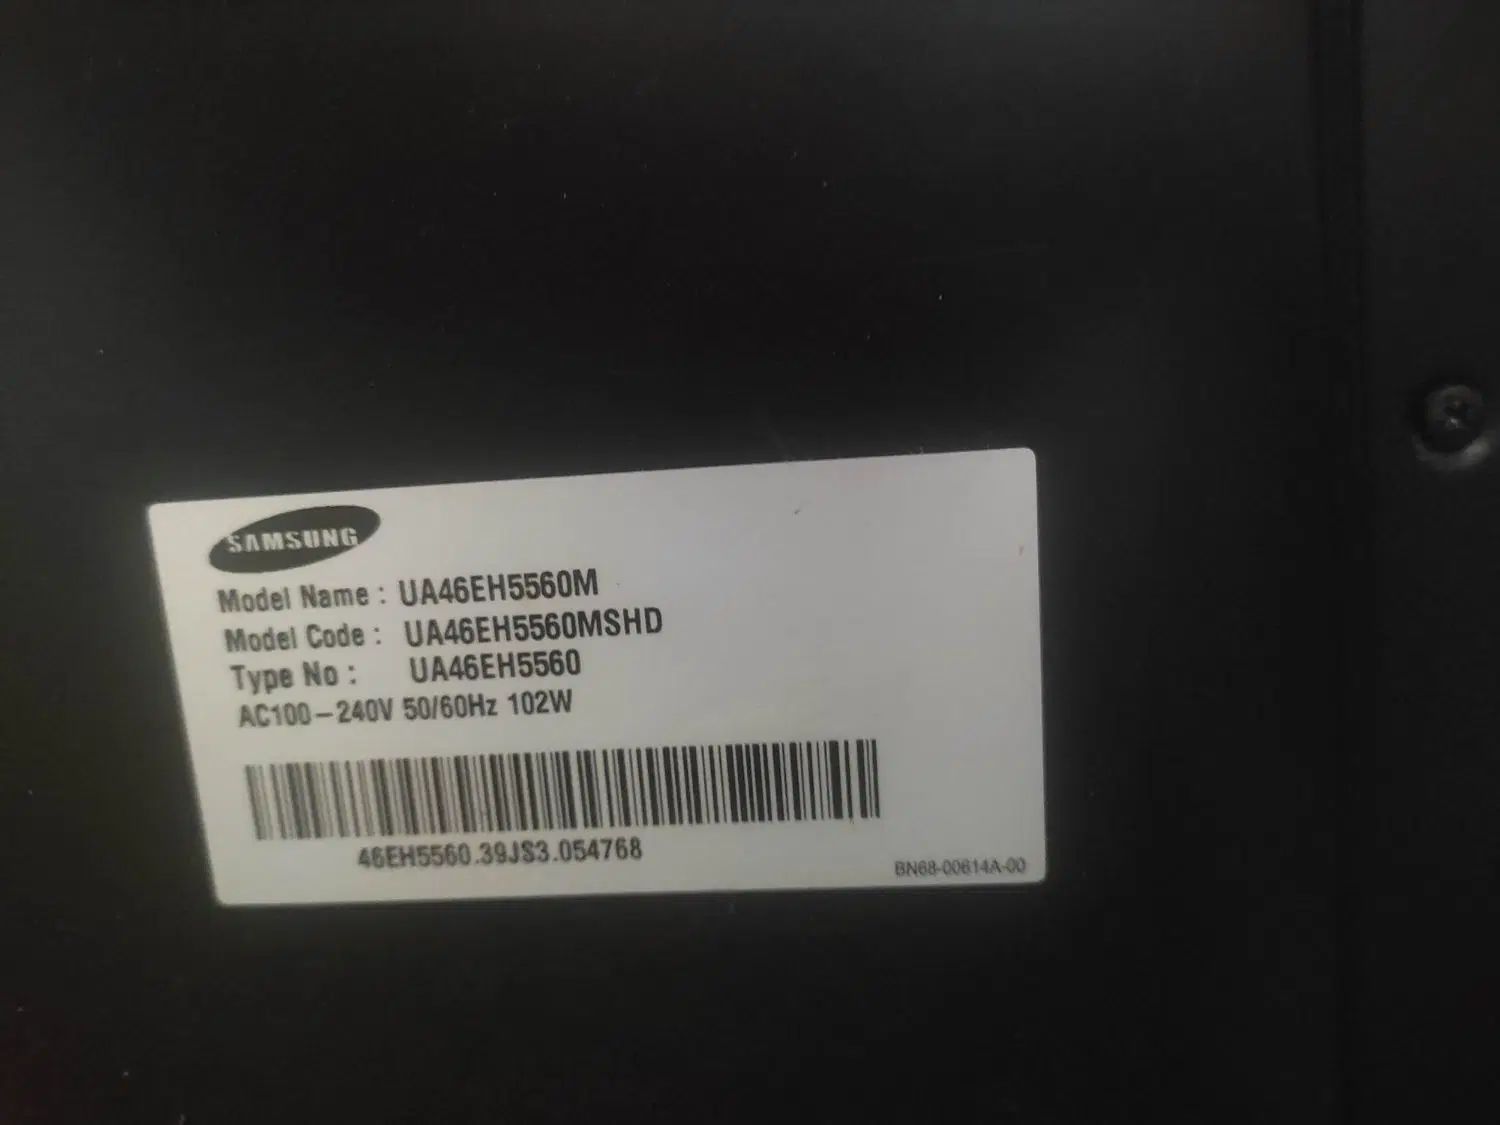 SAMSUNG
Model Name : UA46EH5560M
Model Code : UA46EH5560MSHD
Type No : UA46EH5560
AC100-240V 50/60Hz 102W
46EH5560.39JS3.054768
BN68-00614A-00